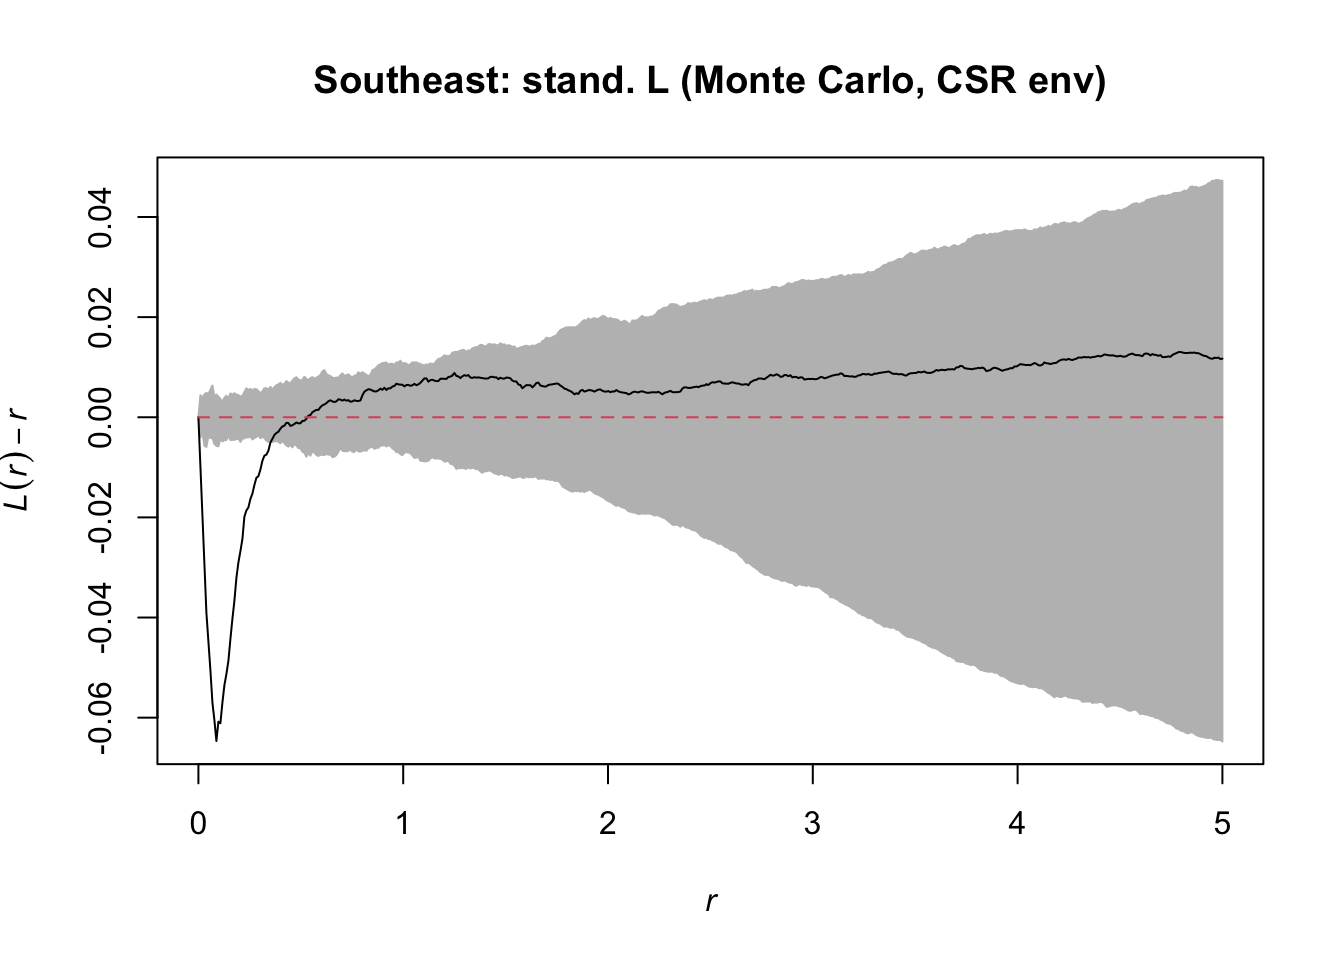 Southeast: stand. L (Monte Carlo, CSR env)
L(r) − r
0.04
0.02
0.00
-0.02
-0.04
-0.06
0 1 2 3 4 5
r